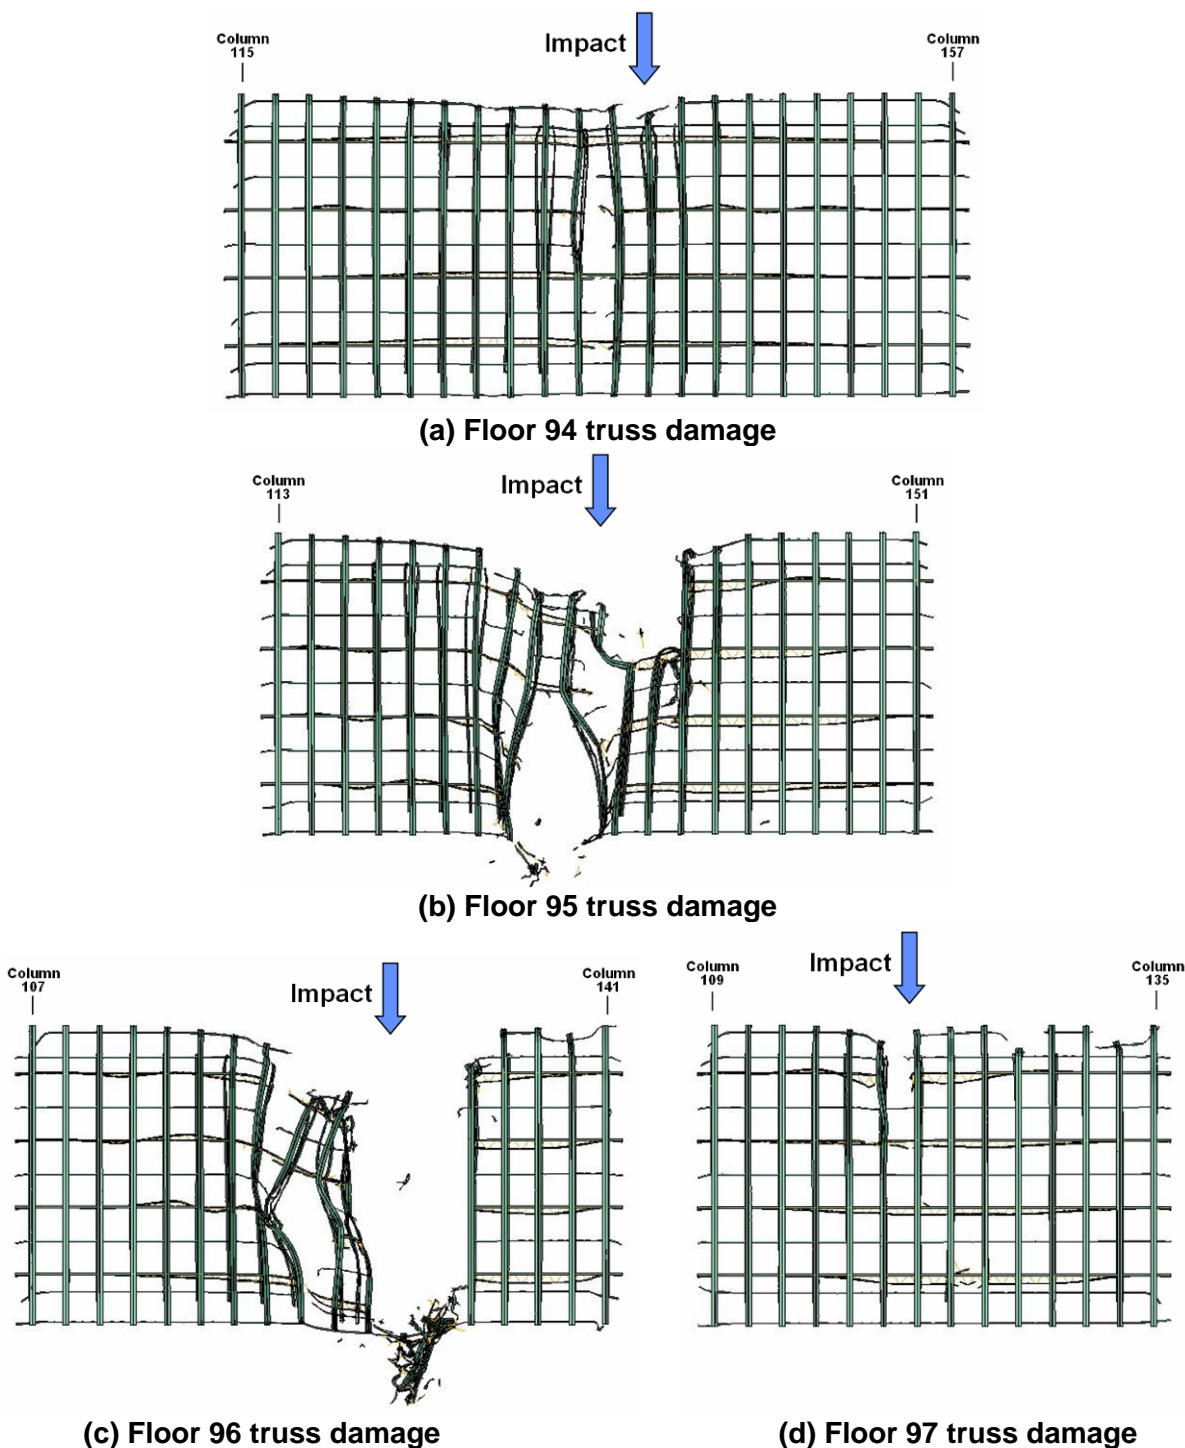 Column
115
Impact
Column
157
(a) Floor 94 truss damage
Column
113
Impact
Column
151
(b) Floor 95 truss damage
Column
107
Impact
Column
141
Column
109
Impact
Column
135
(c) Floor 96 truss damage
(d) Floor 97 truss damage